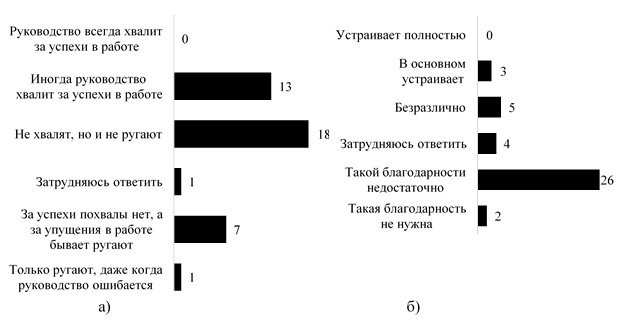 Руководство всегда хвалит
за успехи в работе
0
Иногда руководство
хвалит за успехи в работе
13
Не хвалят, но и не ругают
18
Затрудняюсь ответить
1
За успехи похвалы нет, а
за упущения в работе
бывает ругают
7
Только ругают, даже когда
руководство ошибается
1
а)
Устраивает полностью
0
В основном
устраивает
3
Безразлично
5
Затрудняюсь ответить
4
Такой благодарности
недостаточно
26
Такая благодарность
не нужна
2
б)